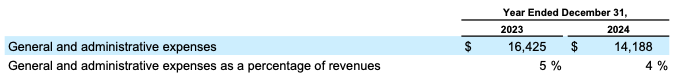 Year Ended December 31,
2023 2024
General and administrative expenses $ 16,425 $ 14,188
General and administrative expenses as a percentage of revenues 5 % 4 %